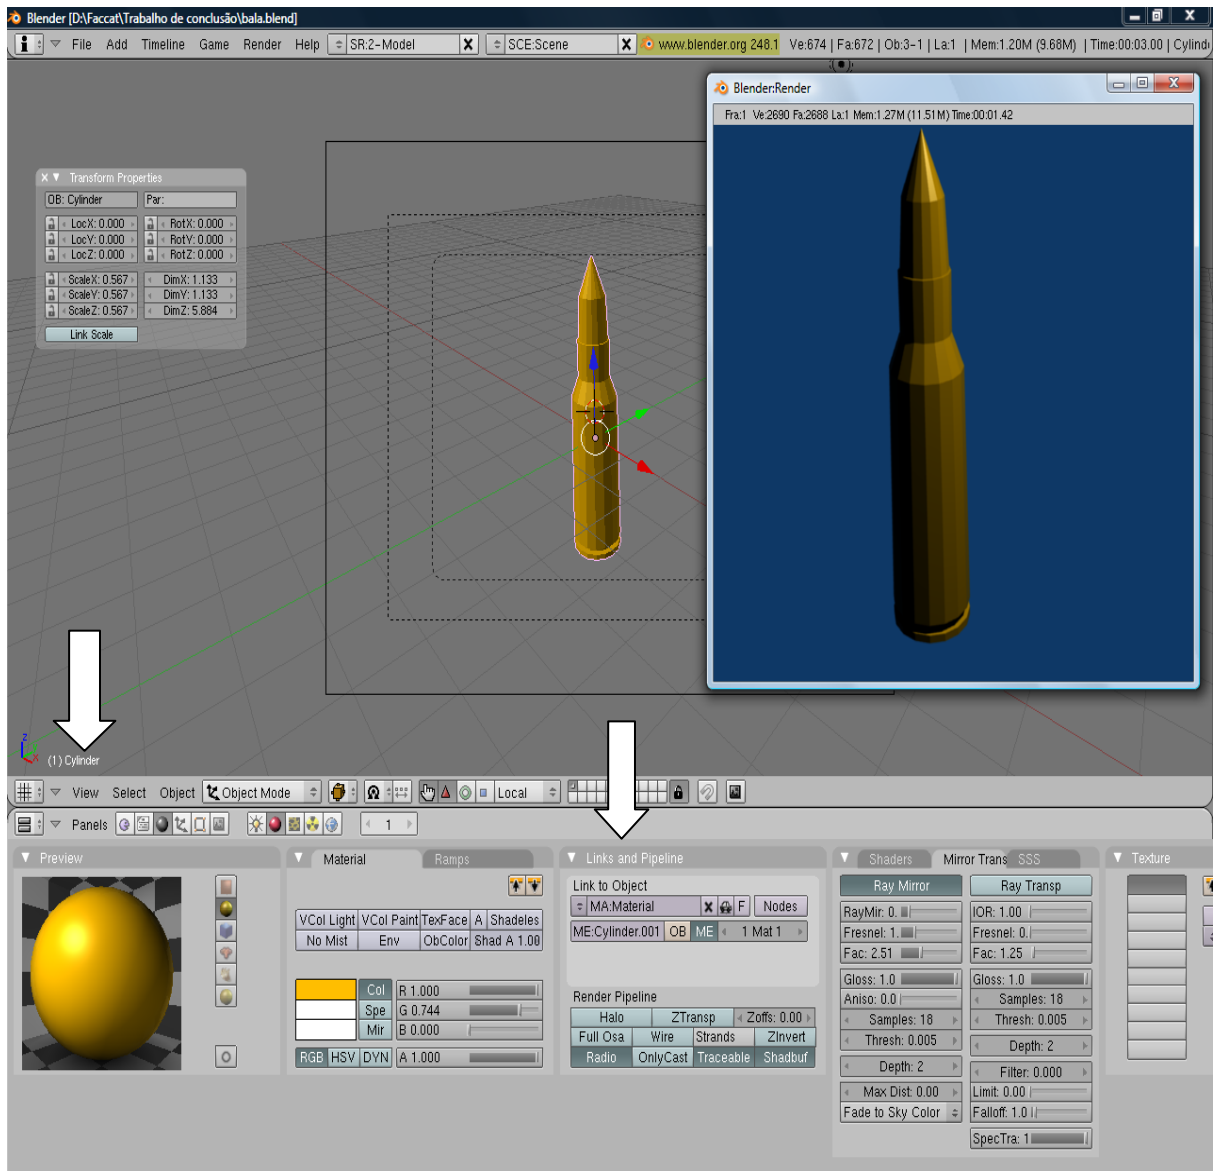 Blender [D:\Faccat\Trabalho de conclusão\bala.blend]
File Add Timeline Game Render Help SR:2-Model X SCE:Scene X www.blender.org 248.1 Ve:674 | Fa:672 | Ob:3-1 | La:1 | Mem:1.20M (9.68M) | Time:00:03.00 | Cylind
Blender:Render
Fra:1 Ve:2690 Fa:2688 La:1 Mem:1.27M (11.51M) Time:00:01.42
X Transform Properties
OB: Cylinder Par:
LocX: 0.000 RotX: 0.000
LocY: 0.000 RotY: 0.000
LocZ: 0.000 RotZ: 0.000
ScaleX: 0.567 DimX: 1.133
ScaleY: 0.567 DimY: 1.133
ScaleZ: 0.567 DimZ: 5.884
Link Scale
z
x
(1) Cylinder
View Select Object Object Mode Local
Panels 1
Preview
Material Ramps
VCol Light VCol Paint TexFace A Shadeles
No Mist Env ObColor Shad A 1.00
Col R 1.000
Spe G 0.744
Mir B 0.000
RGB HSV DYN A 1.000
Links and Pipeline
Link to Object
MA:Material X F Nodes
ME:Cylinder.001 OB ME 1 Mat 1
Render Pipeline
Halo ZTransp Zoffs: 0.00
Full Osa Wire Strands ZInvert
Radio OnlyCast Traceable Shadbuf
Shaders Mirror Trans SSS
Ray Mirror Ray Transp
RayMir: 0. IOR: 1.00
Fresnel: 1. Fresnel: 0.
Fac: 2.51 Fac: 1.25
Gloss: 1.0 Gloss: 1.0
Aniso: 0.0 Samples: 18
Samples: 18 Thresh: 0.005
Thresh: 0.005 Depth: 2
Depth: 2 Filter: 0.000
Max Dist: 0.00 Limit: 0.00
Fade to Sky Color Falloff: 1.0
SpecTra: 1
Texture